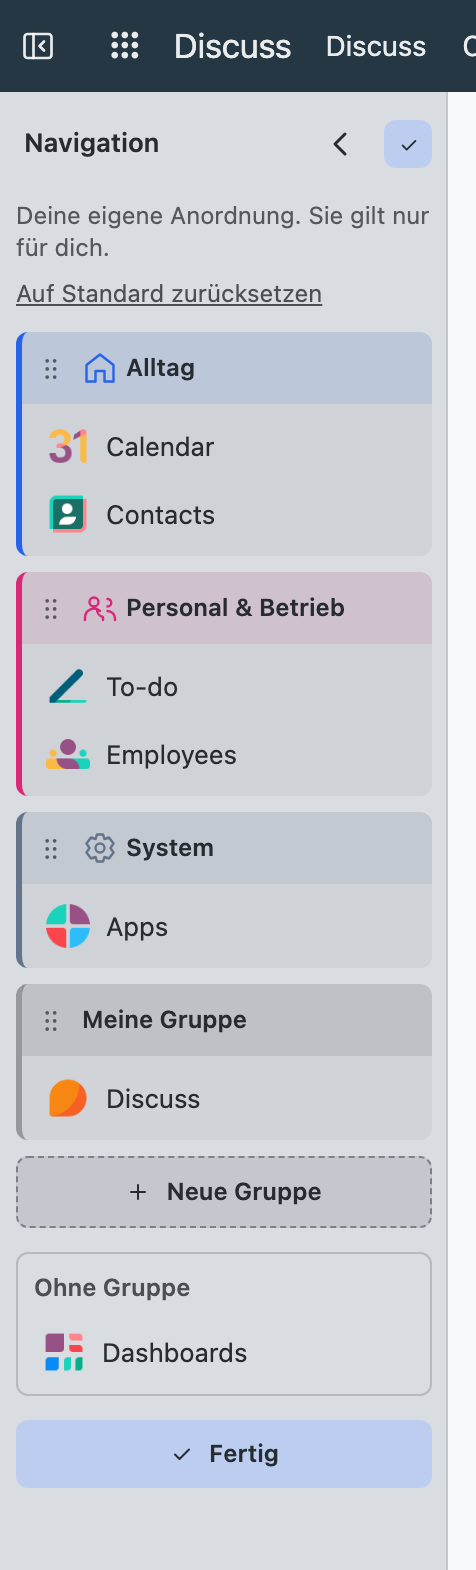 Discuss Discuss
Navigation
Deine eigene Anordnung. Sie gilt nur
für dich.
Auf Standard zurücksetzen
Alltag
31 Calendar
Contacts
Personal & Betrieb
To-do
Employees
System
Apps
Meine Gruppe
Discuss
+ Neue Gruppe
Ohne Gruppe
Dashboards
Fertig